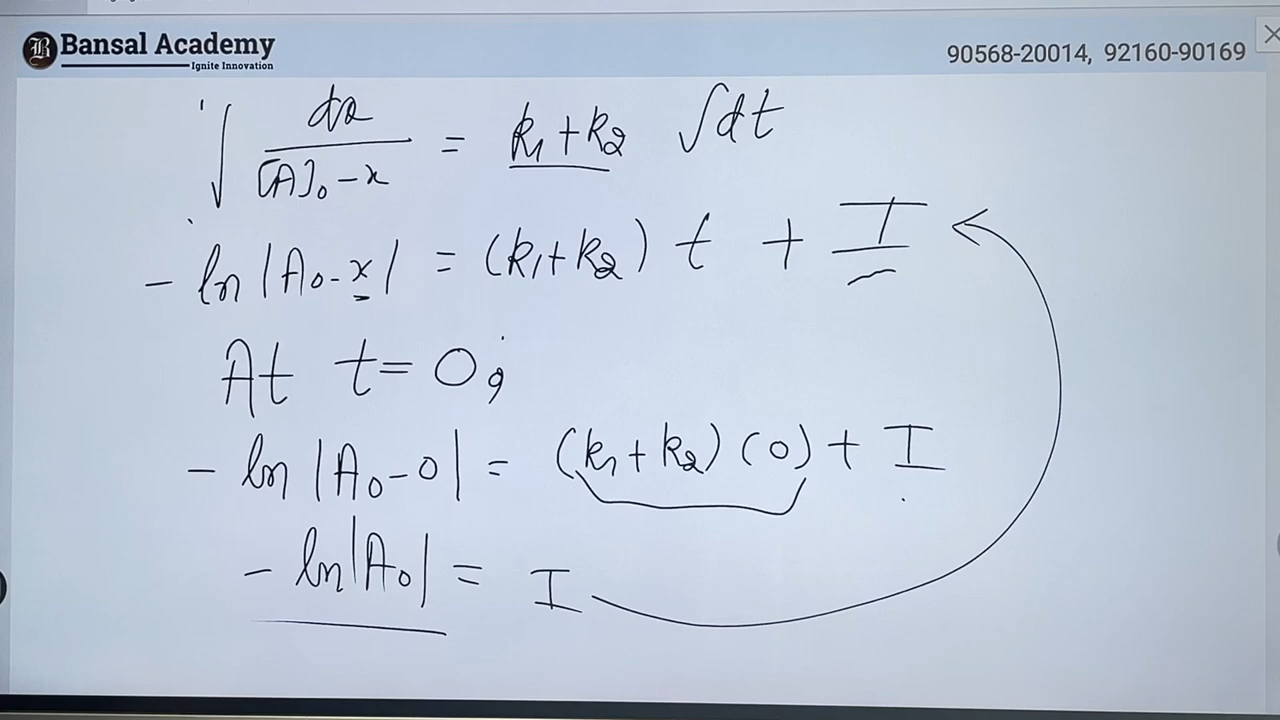 Bansal Academy
Ignite Innovation
90568-20014, 92160-90169
∫ dx / [A]₀-x = k₁+k₂ ∫dt
- ln |A₀-x| = (k₁+k₂) t + I
At t=0;
- ln |A₀-0| = (k₁+k₂)(0)+ I
- ln|A₀| = I